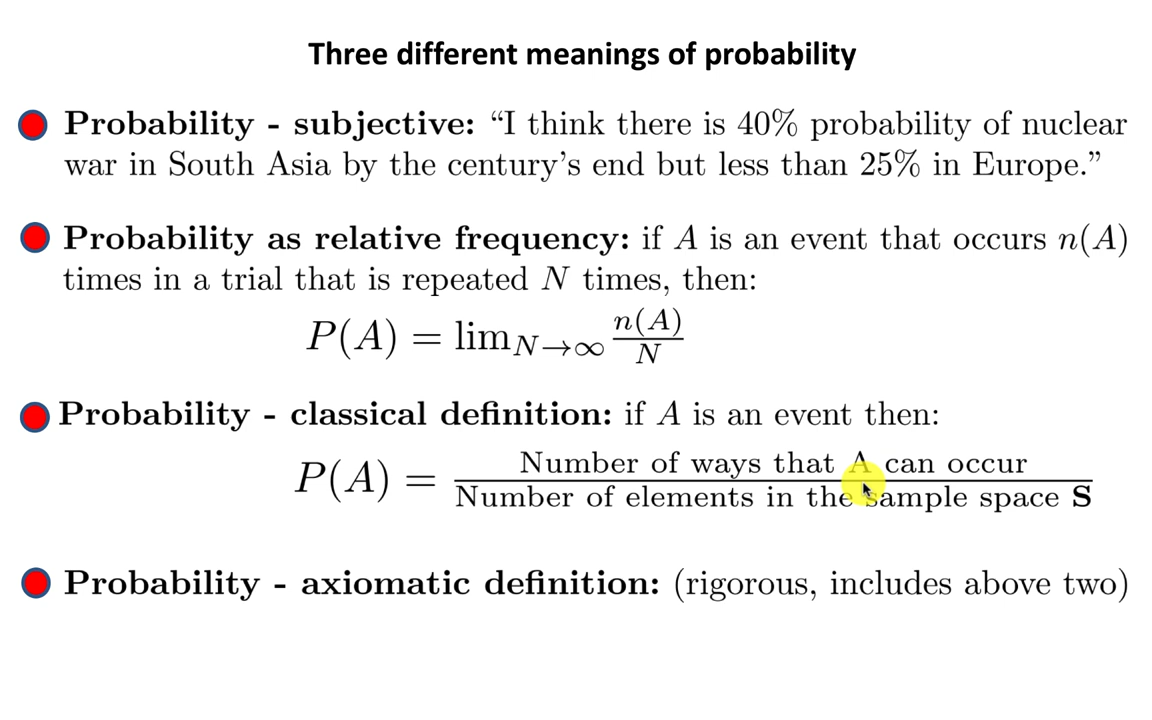 Three different meanings of probability
Probability - subjective: “I think there is 40% probability of nuclear
war in South Asia by the century’s end but less than 25% in Europe.”
Probability as relative frequency: if A is an event that occurs n(A)
times in a trial that is repeated N times, then:
P(A) = lim_{N→∞} n(A)/N
Probability - classical definition: if A is an event then:
P(A) = Number of ways that A can occur / Number of elements in the sample space S
Probability - axiomatic definition: (rigorous, includes above two)